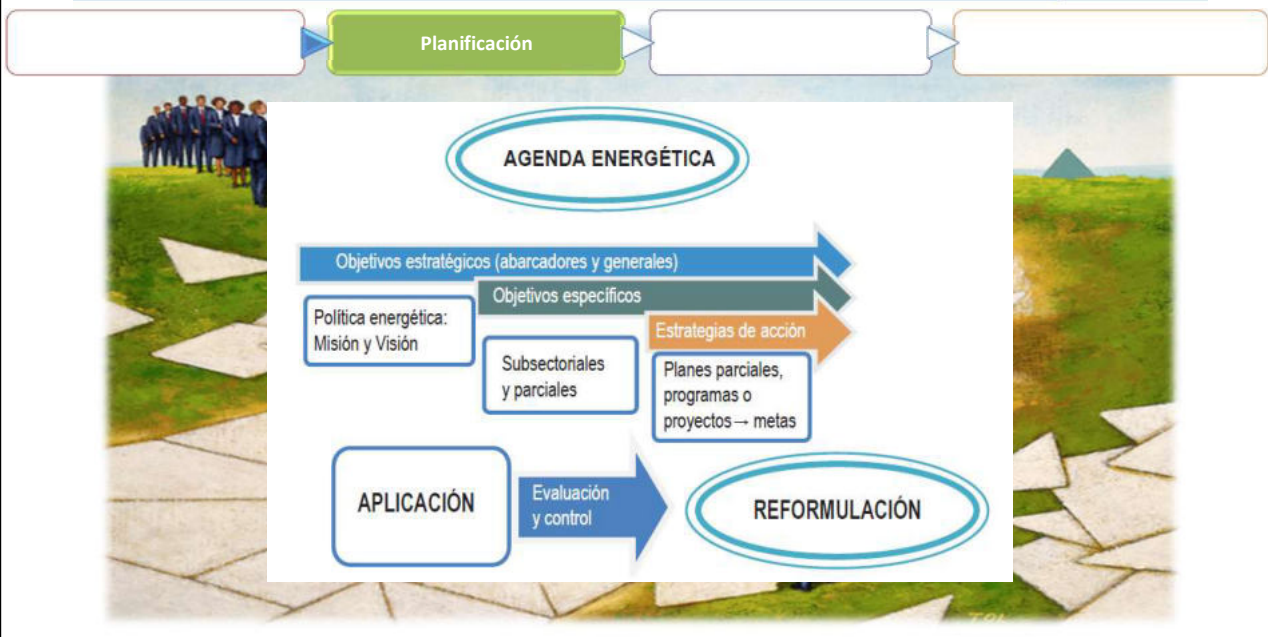 Planificación
AGENDA ENERGÉTICA
Objetivos estratégicos (abarcadores y generales)
Objetivos específicos
Política energética:
Misión y Visión
Estrategias de acción
Subsectoriales
y parciales
Planes parciales,
programas o
proyectos → metas
APLICACIÓN
Evaluación
y control
REFORMULACIÓN